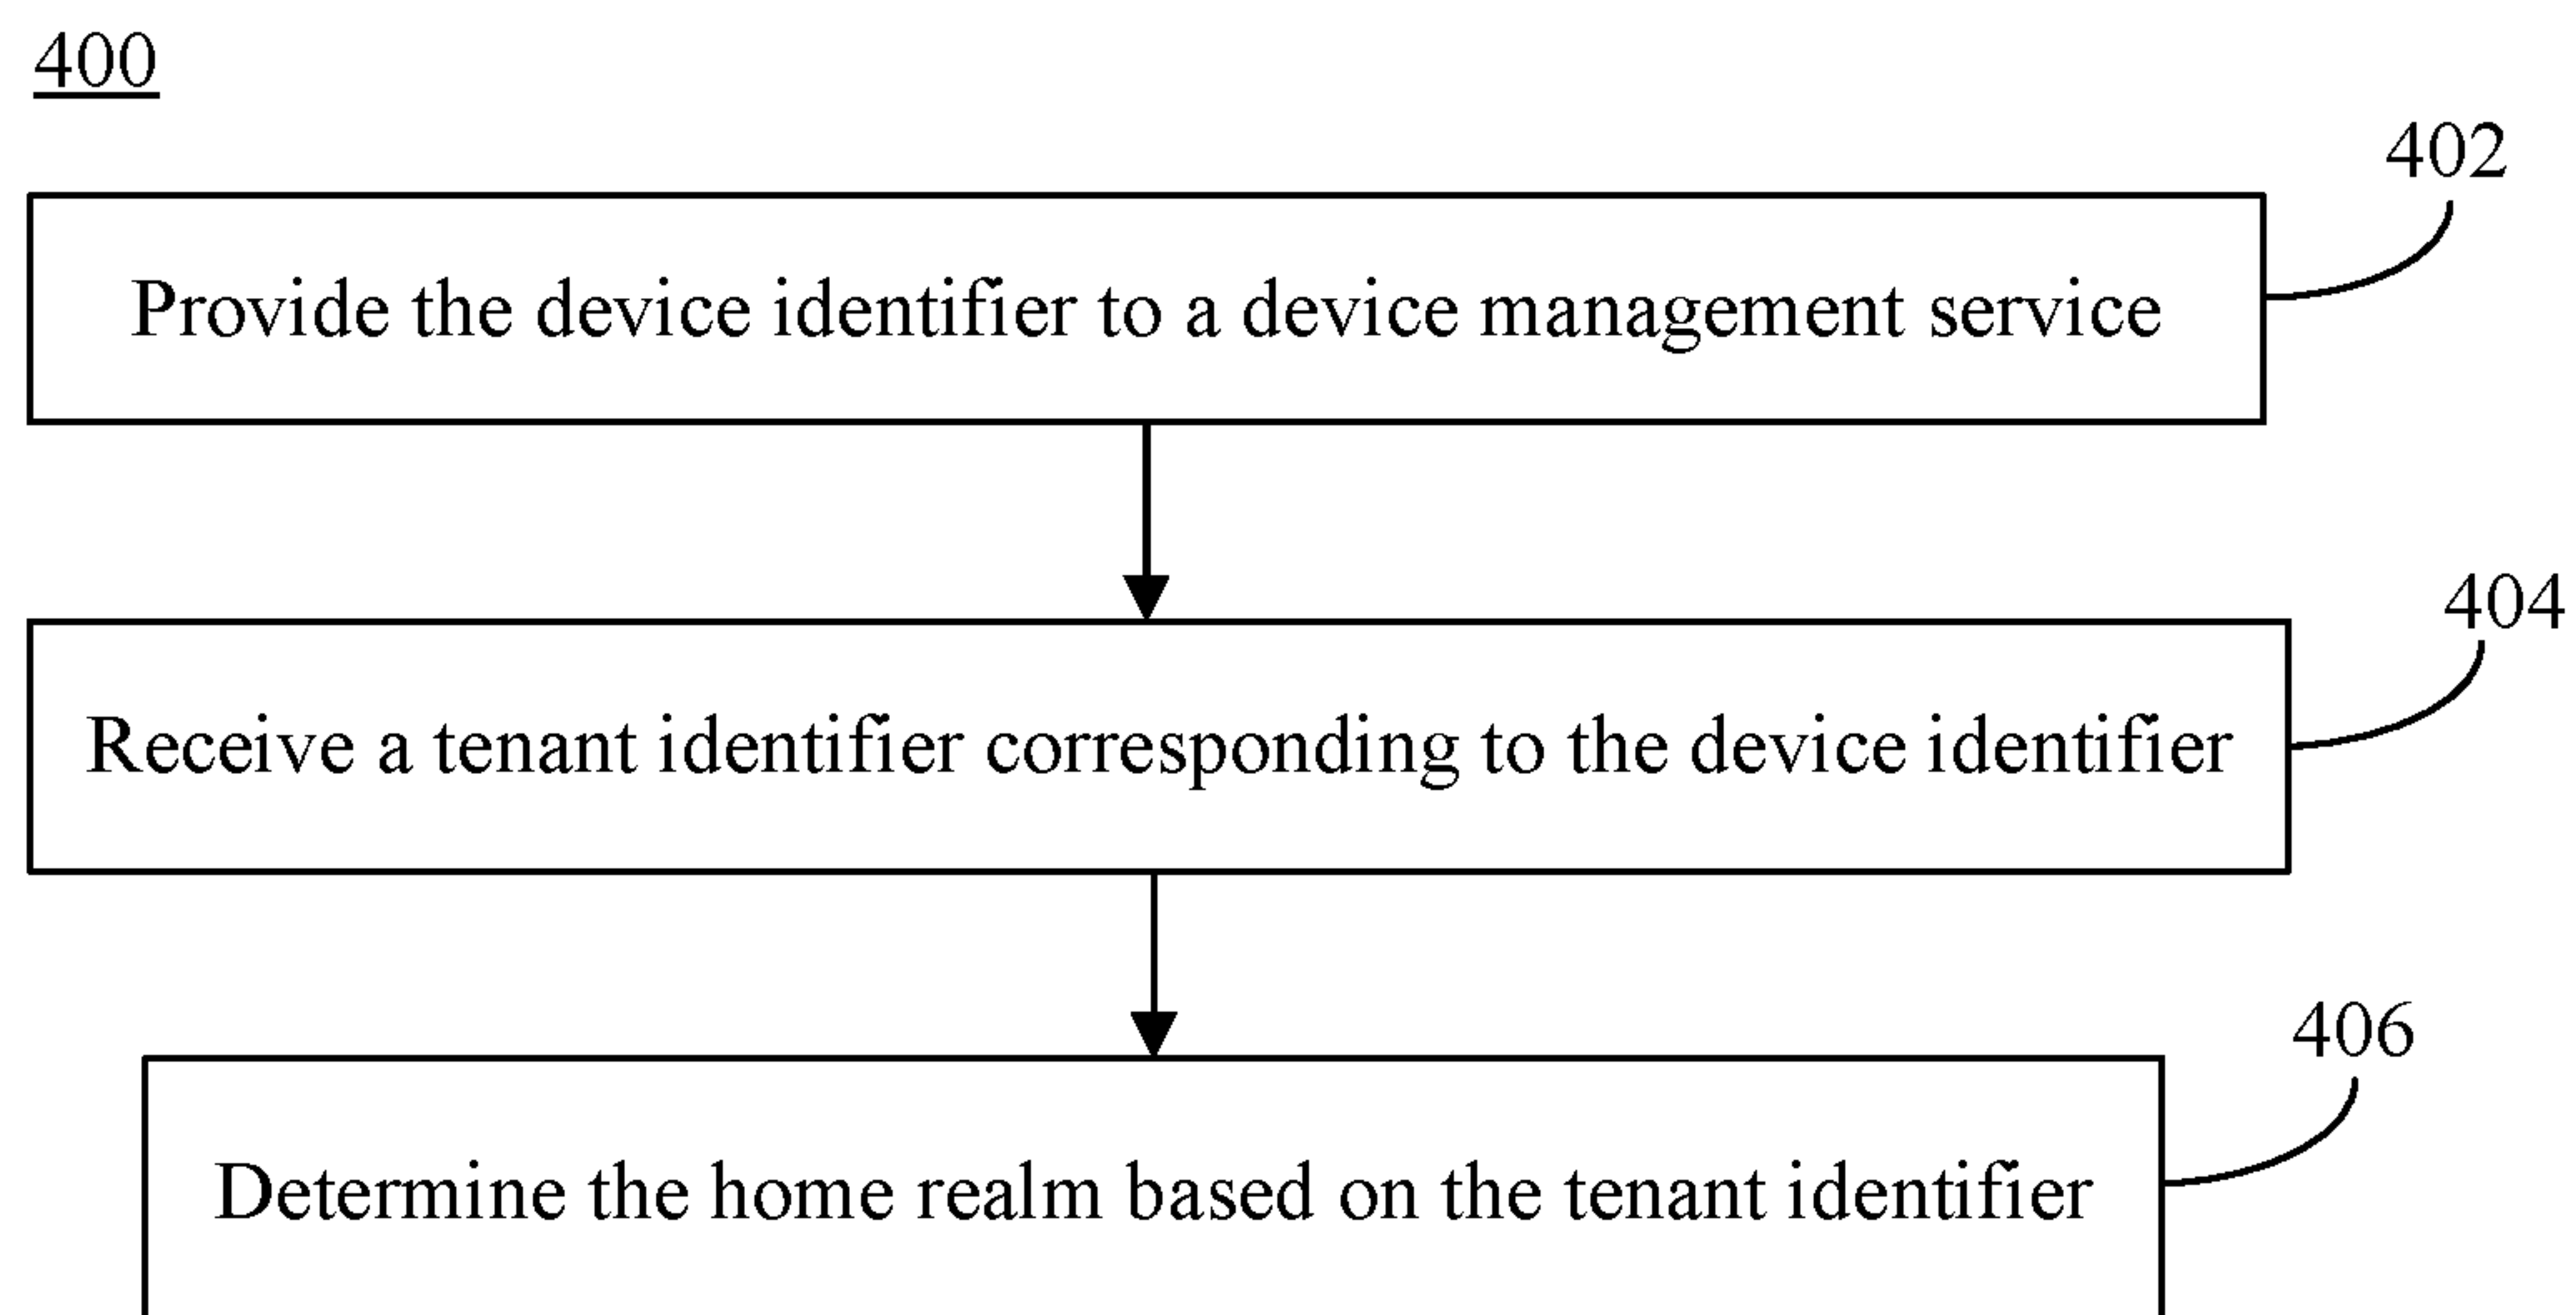 400
402
Provide the device identifier to a device management service
404
Receive a tenant identifier corresponding to the device identifier
406
Determine the home realm based on the tenant identifier